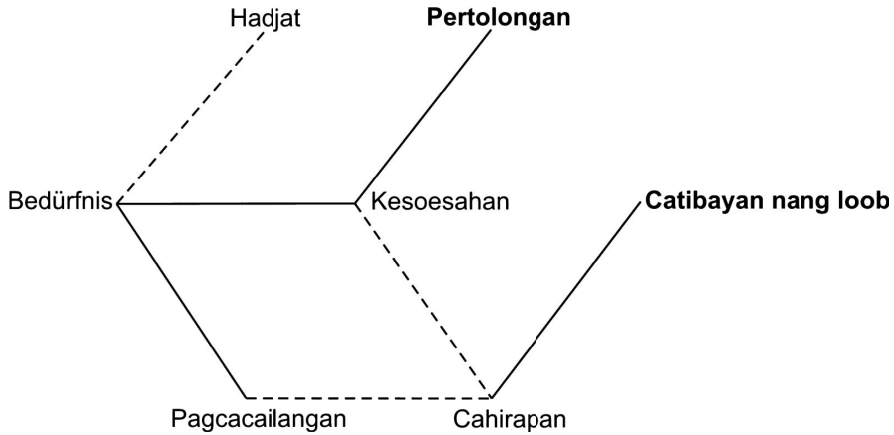 Hadjat
Pertolongan
Bedürfnis
Kesoesahan
Catibayan nang loob
Pagcacailangan
Cahirapan